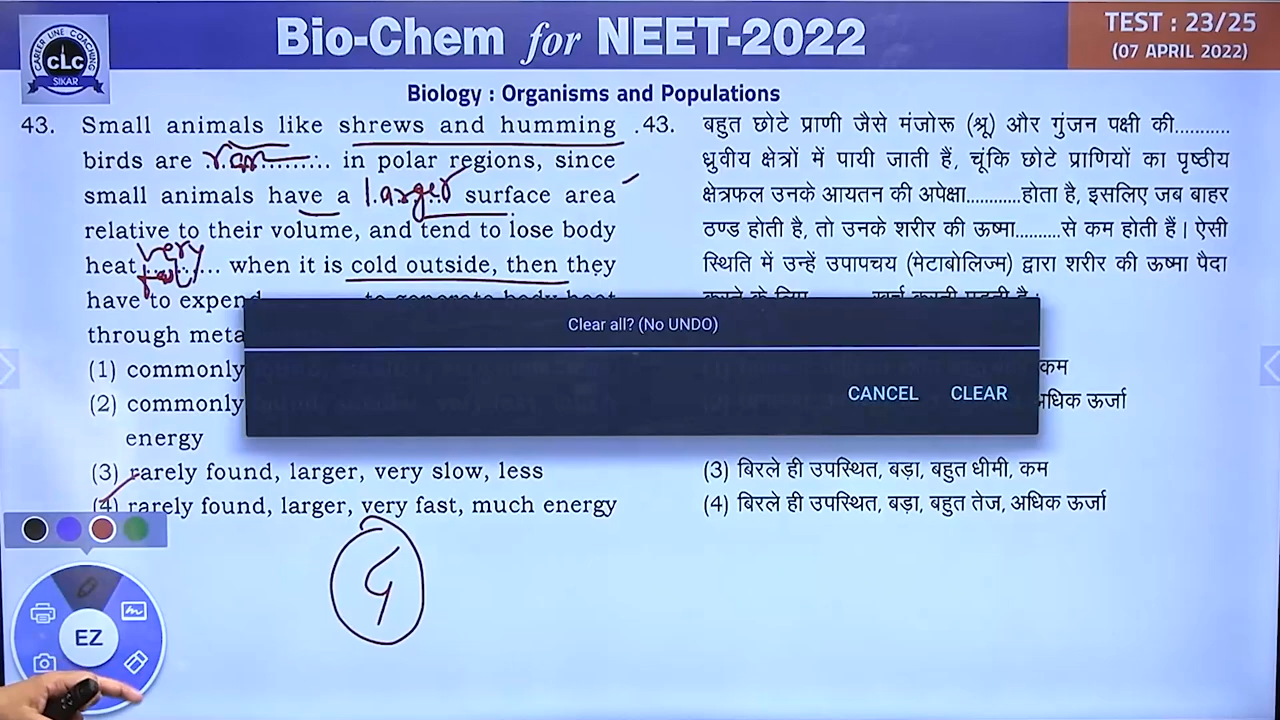 CAREER LINE COACHING
CLC
SIKAR
Bio-Chem for NEET-2022
TEST : 23/25
(07 APRIL 2022)
Biology : Organisms and Populations
43. Small animals like shrews and humming
birds are ............ in polar regions, since
small animals have a larger surface area
relative to their volume, and tend to lose body
very
heat ......... when it is cold outside, then they
have to expend
through meta
(1) commonly
(2) commonly
energy
(3) rarely found, larger, very slow, less
(4) rarely found, larger, very fast, much energy
4
.43. बहुत छोटे प्राणी जैसे मंजोरू (श्रू) और गुंजन पक्षी की...........
ध्रुवीय क्षेत्रों में पायी जाती हैं, चूंकि छोटे प्राणियों का पृष्ठीय
क्षेत्रफल उनके आयतन की अपेक्षा............होता है, इसलिए जब बाहर
ठण्ड होती है, तो उनके शरीर की ऊष्मा..........से कम होती हैं। ऐसी
स्थिति में उन्हें उपापचय (मेटाबोलिज्म) द्वारा शरीर की ऊष्मा पैदा
कम
अधिक ऊर्जा
(3) बिरले ही उपस्थित, बड़ा, बहुत धीमी, कम
(4) बिरले ही उपस्थित, बड़ा, बहुत तेज, अधिक ऊर्जा
Clear all? (No UNDO)
CANCEL CLEAR
EZ